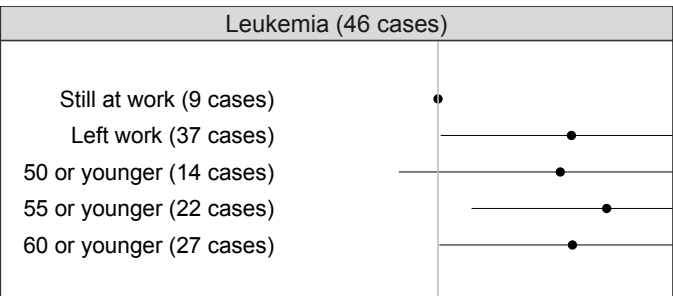 Leukemia (46 cases)
Still at work (9 cases)
Left work (37 cases)
50 or younger (14 cases)
55 or younger (22 cases)
60 or younger (27 cases)